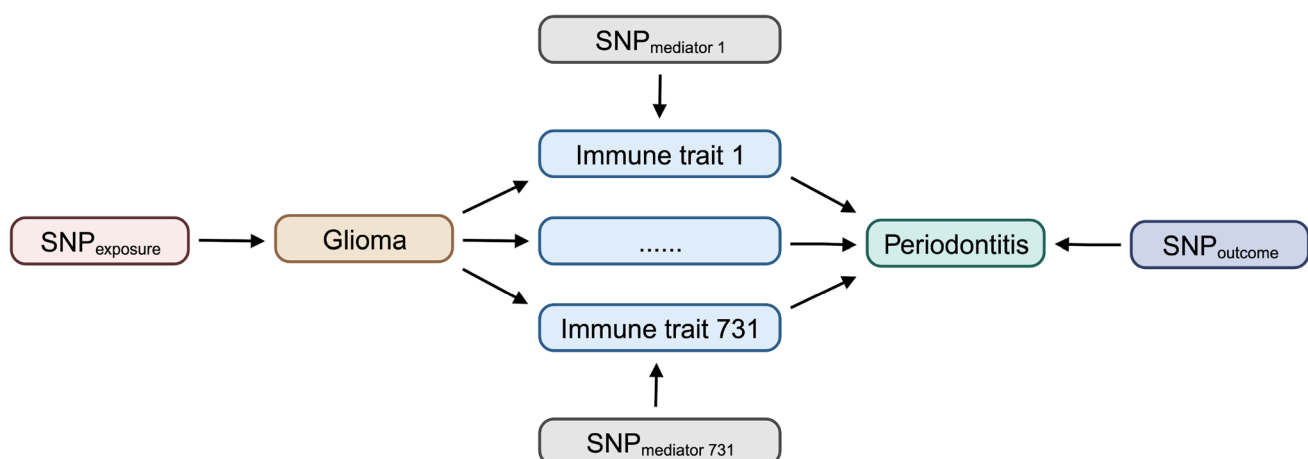 SNPmediator 1
Immune trait 1
SNPexposure
Glioma
......
Periodontitis
SNPoutcome
Immune trait 731
SNPmediator 731